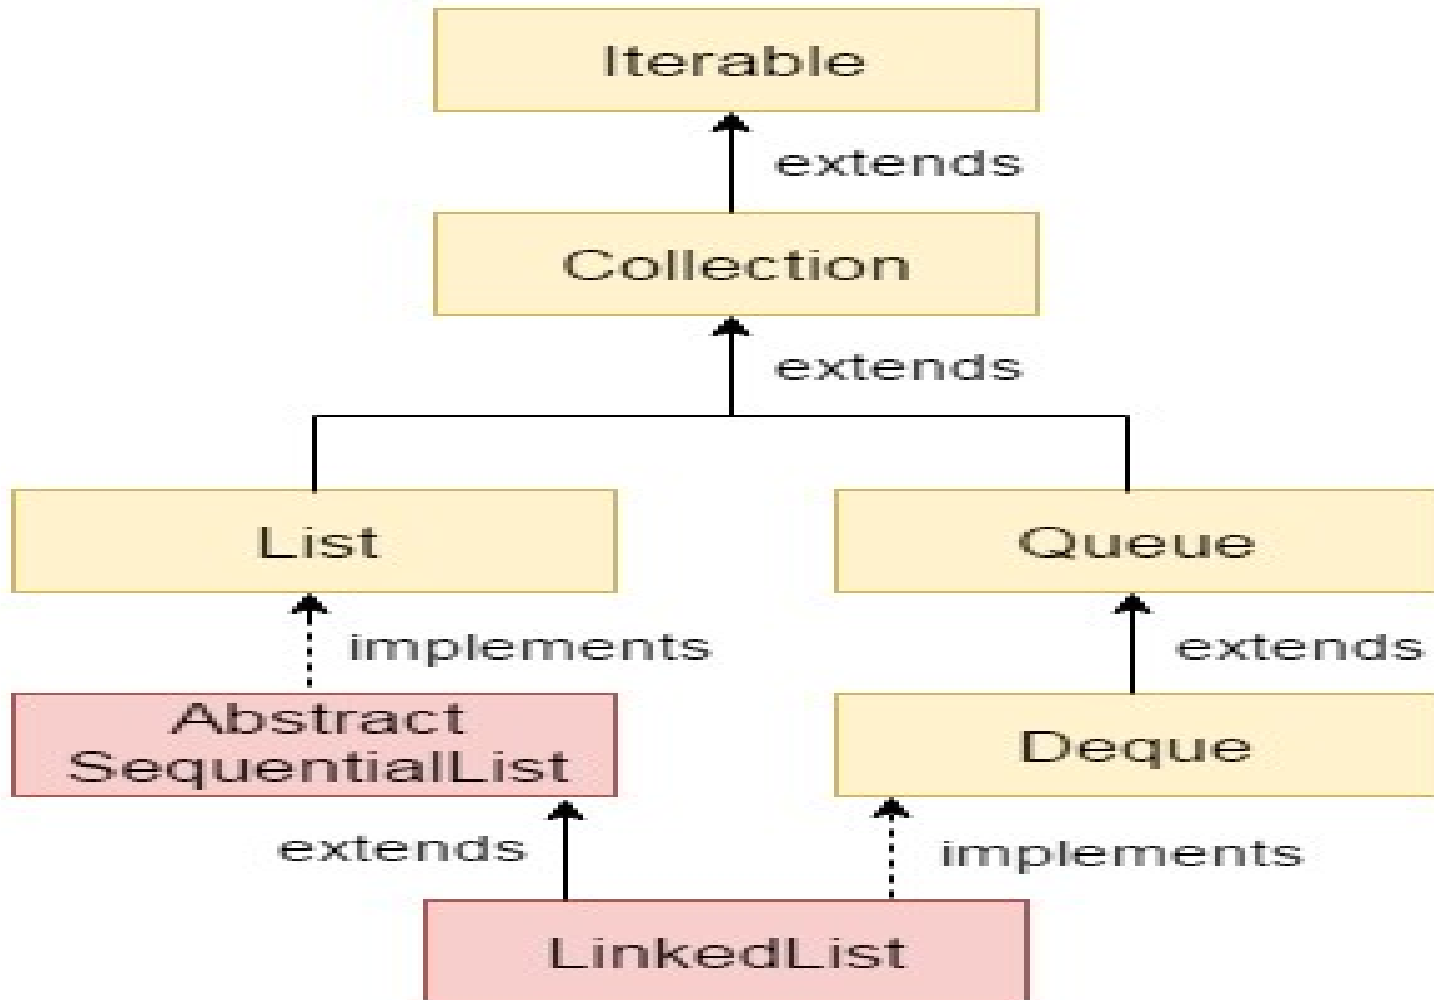 Iterable
extends
Collection
extends
List
Queue
implements
extends
Abstract
SequentialList
Deque
extends
implements
LinkedList